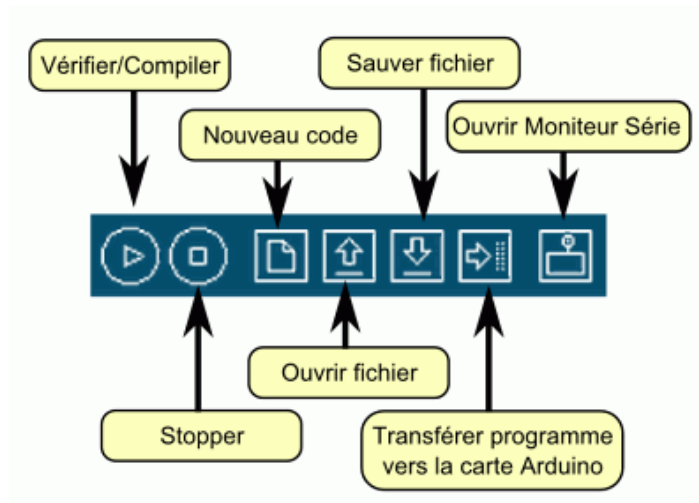 Vérifier/Compiler
Sauver fichier
Nouveau code
Ouvrir Moniteur Série
Ouvrir fichier
Stopper
Transférer programme
vers la carte Arduino